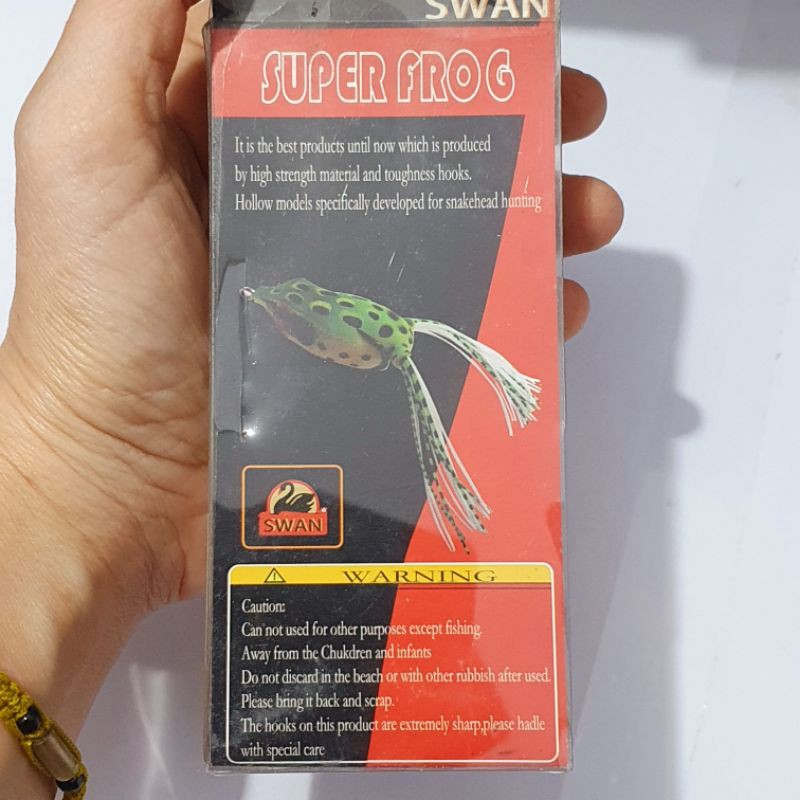 SWAN
SUPER FROG
It is the best products until now which is produced
by high strength material and toughness hooks.
Hollow models specifically developed for snakehead hunting
SWAN
WARNING
Caution:
Can not used for other purposes except fishing.
Away from the Chukdren and infants
Do not discard in the beach or with other rubbish after used.
Please bring it back and scrap.
The hooks on this product are extremely sharp,please hadle
with special care